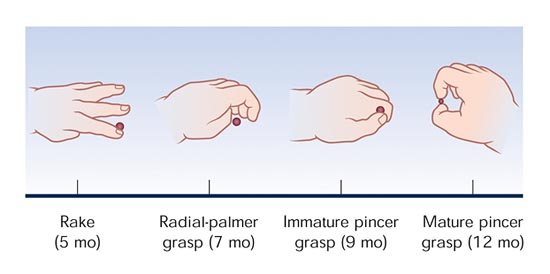 Rake
(5 mo)
Radial-palmer
grasp (7 mo)
Immature pincer
grasp (9 mo)
Mature pincer
grasp (12 mo)